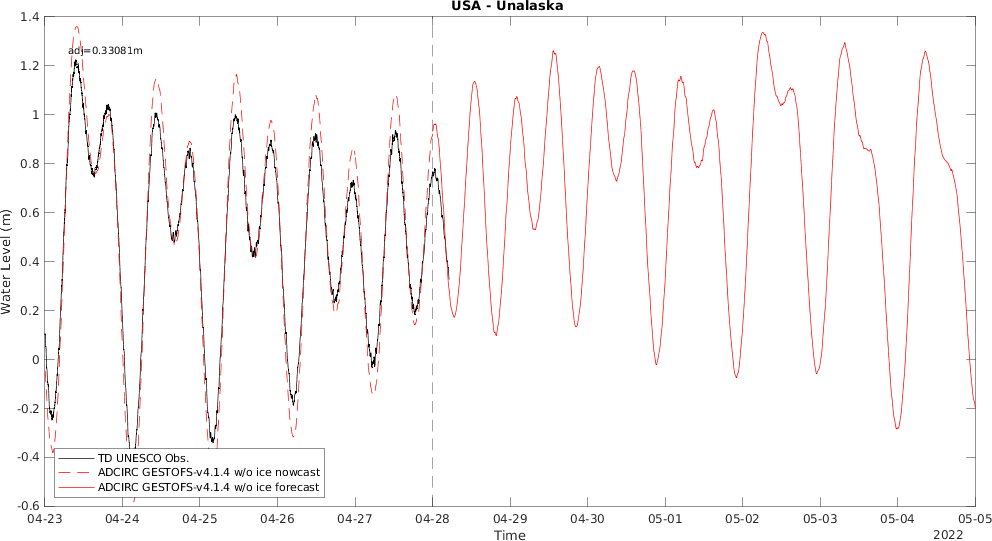 USA - Unalaska
adj=0.33081m
Water Level (m)
1.4
1.2
1
0.8
0.6
0.4
0.2
0
-0.2
-0.4
-0.6
TD UNESCO Obs.
ADCIRC GESTOFS-v4.1.4 w/o ice nowcast
ADCIRC GESTOFS-v4.1.4 w/o ice forecast
04-23 04-24 04-25 04-26 04-27 04-28 04-29 04-30 05-01 05-02 05-03 05-04 05-05
Time
2022